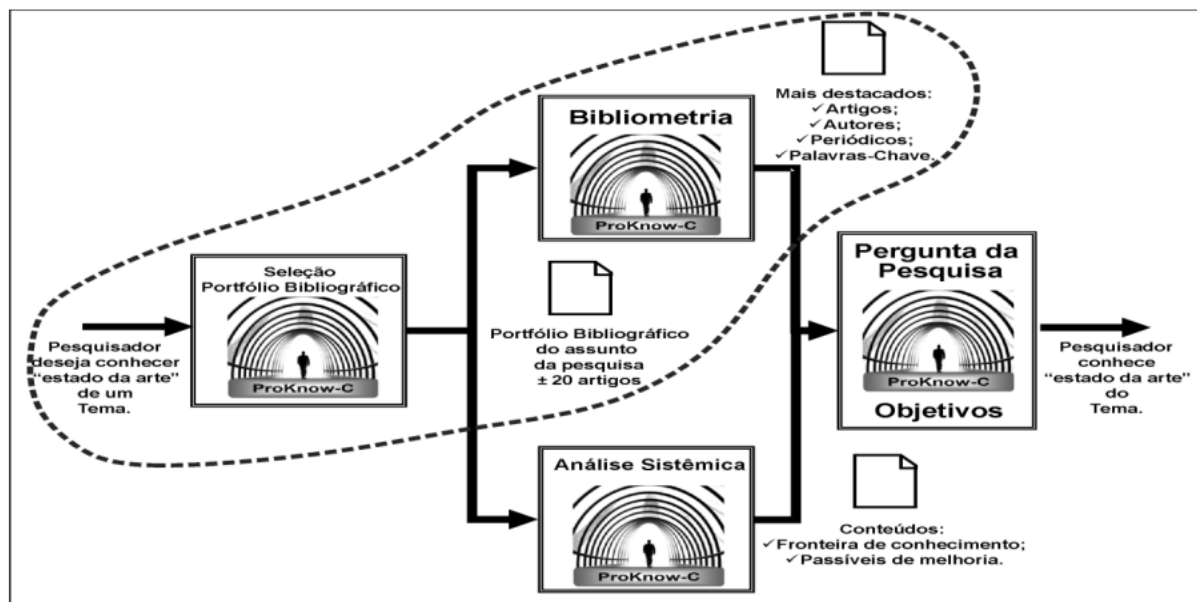 Pesquisador
deseja conhecer
“estado da arte”
de um
Tema.
Seleção
Portfólio Bibliográfico
ProKnow-C
Bibliometria
ProKnow-C
Mais destacados:
✓Artigos;
✓Autores;
✓Periódicos;
✓Palavras-Chave.
Portfólio Bibliográfico
do assunto
da pesquisa
± 20 artigos
Análise Sistêmica
ProKnow-C
Conteúdos:
✓Fronteira de conhecimento;
✓Passíveis de melhoria.
Pergunta da
Pesquisa
ProKnow-C
Objetivos
Pesquisador
conhece
“estado da arte”
do
Tema.